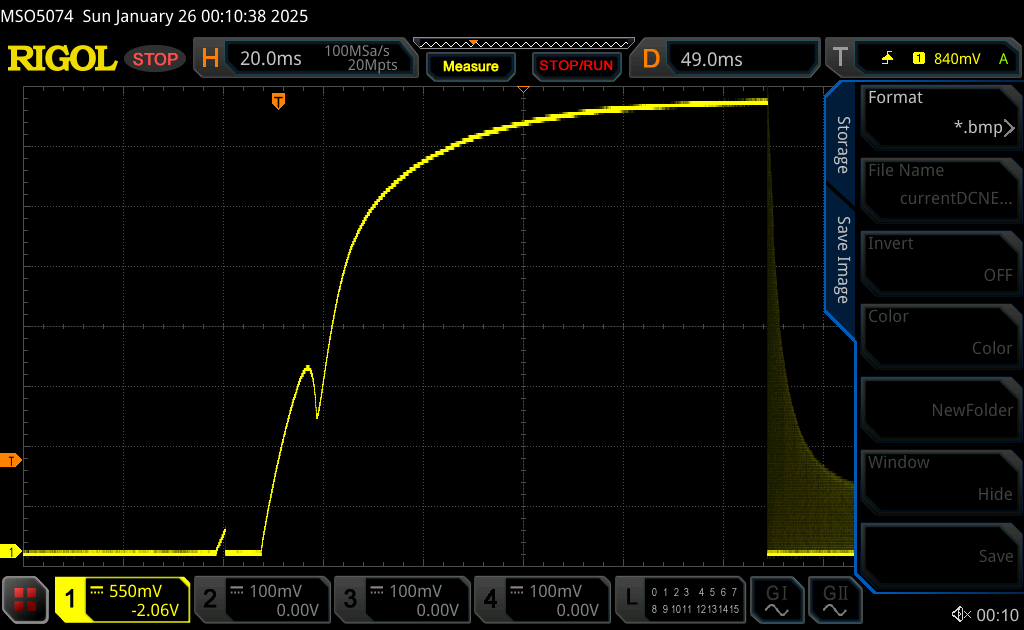 MSO5074 Sun January 26 00:10:38 2025
RIGOL STOP H 20.0ms 100MSa/s 20Mpts Measure STOP/RUN D 49.0ms T 1 840mV A
T
Storage
Save Image
Format
*.bmp
File Name
currentDCNE...
Invert
OFF
Color
Color
NewFolder
Window
Hide
Save
T
1
1 550mV -2.06V
2 100mV 0.00V
3 100mV 0.00V
4 100mV 0.00V
L 0 1 2 3 4 5 6 7
8 9 10 11 12 13 14 15
GI
GII
00:10